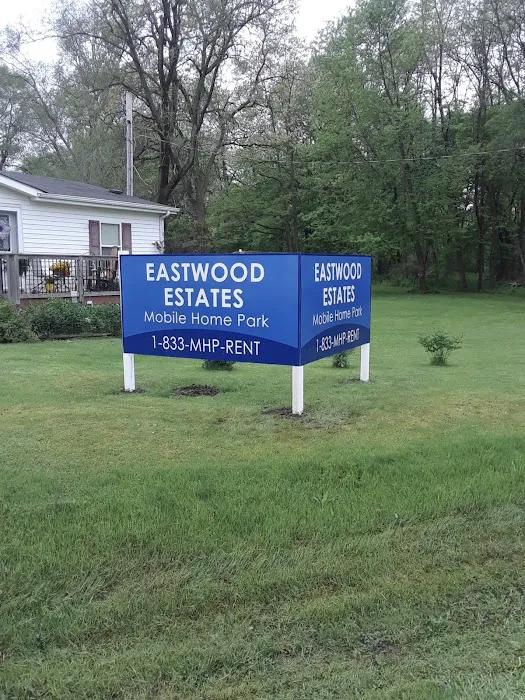 EASTWOOD
ESTATES
Mobile Home Park
1-833-MHP-RENT
EASTWOOD
ESTATES
Mobile Home Park
1-833-MHP-RENT